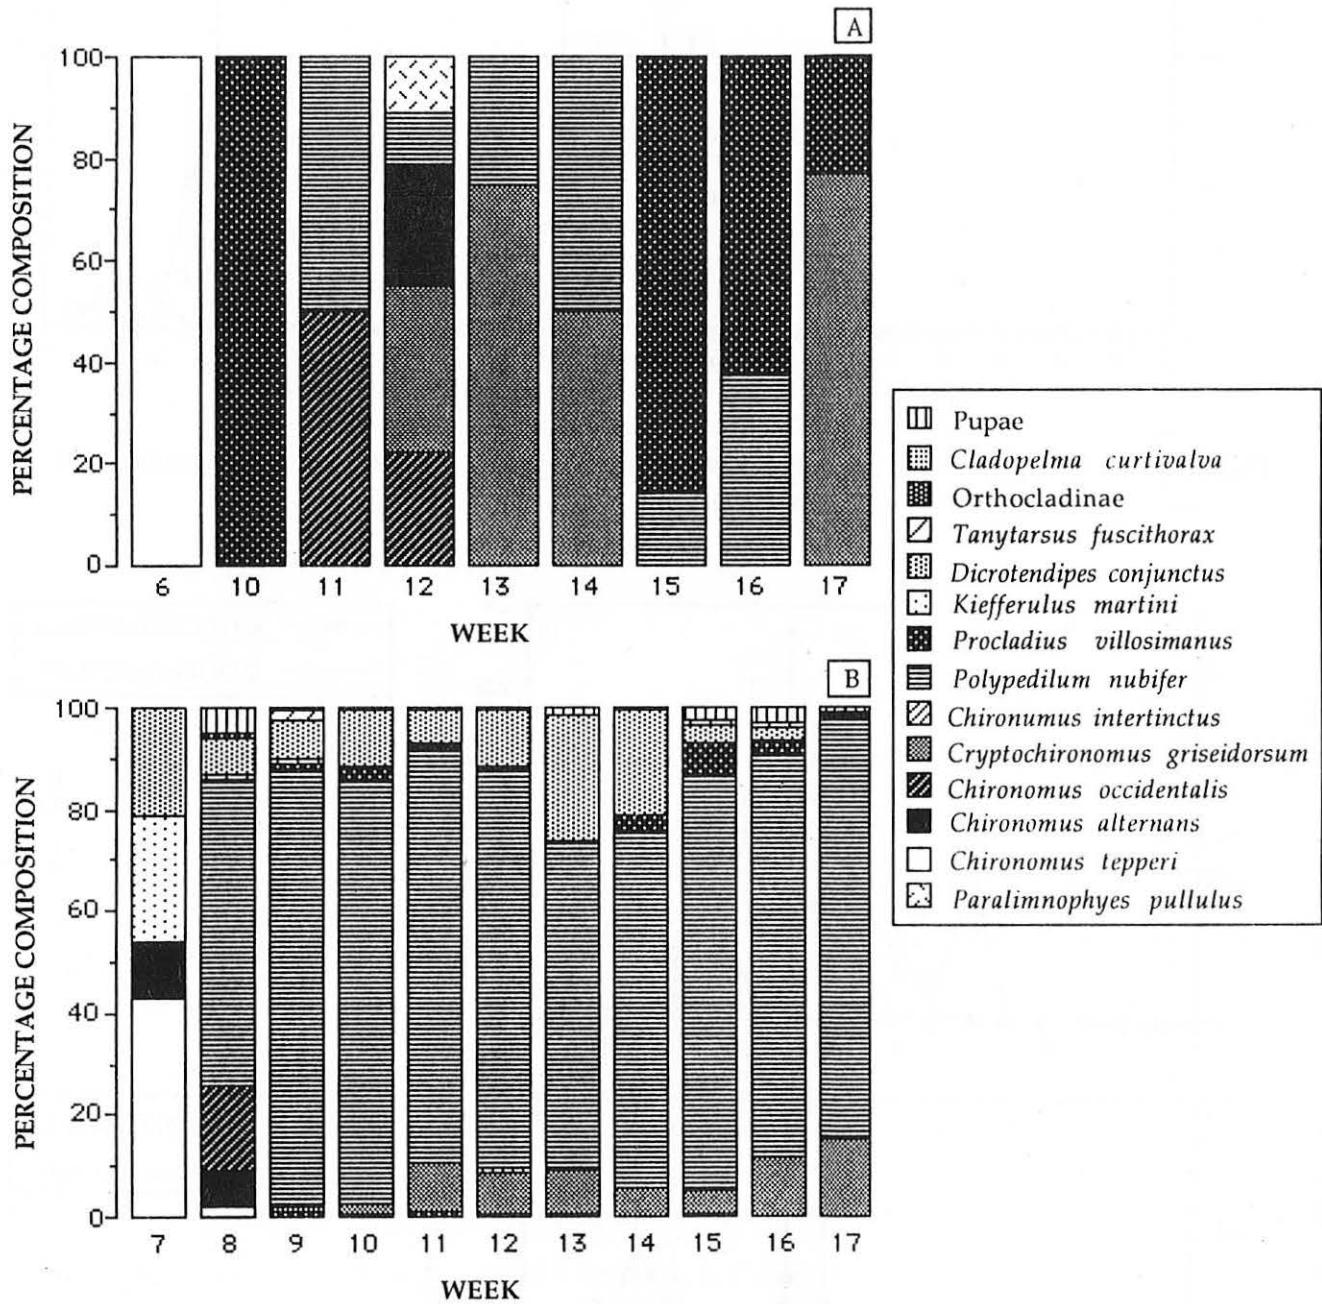 A
100
80
60
40
20
0
PERCENTAGE COMPOSITION
6 10 11 12 13 14 15 16 17
WEEK
B
100
80
60
40
20
0
PERCENTAGE COMPOSITION
7 8 9 10 11 12 13 14 15 16 17
WEEK
Pupae
Cladopelma curtivalva
Orthocladinae
Tanytarsus fuscithorax
Dicrotendipes conjunctus
Kiefferulus martini
Procladius villosimanus
Polypedilum nubifer
Chironumus intertinctus
Cryptochironomus griseidorsum
Chironomus occidentalis
Chironomus alternans
Chironomus tepperi
Paralimnophyes pullulus